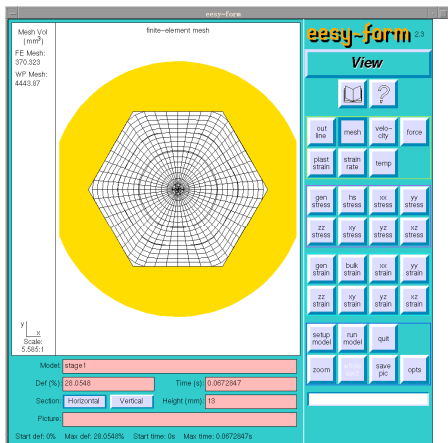 eesy-form
Mesh Vol
(mm³)
FE Mesh:
370.323
WP Mesh:
4443.87
finite-element mesh
y
x
Scale:
5.585:1
Model: stage1
Def (%): 28.0548 Time (s): 0.0672847
Section: Horizontal Vertical Height (mm): 13
Picture:
Start def: 0% Max def: 28.0548% Start time: 0s Max time: 0.0672847s
eesy-form 2.3
View
?
out line mesh velo- city force
plast strain strain rate temp
gen stress hs stress xx stress yy stress
zz stress xy stress yz stress xz stress
gen strain bulk strain xx strain yy strain
zz strain xy strain yz strain xz strain
setup model run model quit
zoom save pic opts